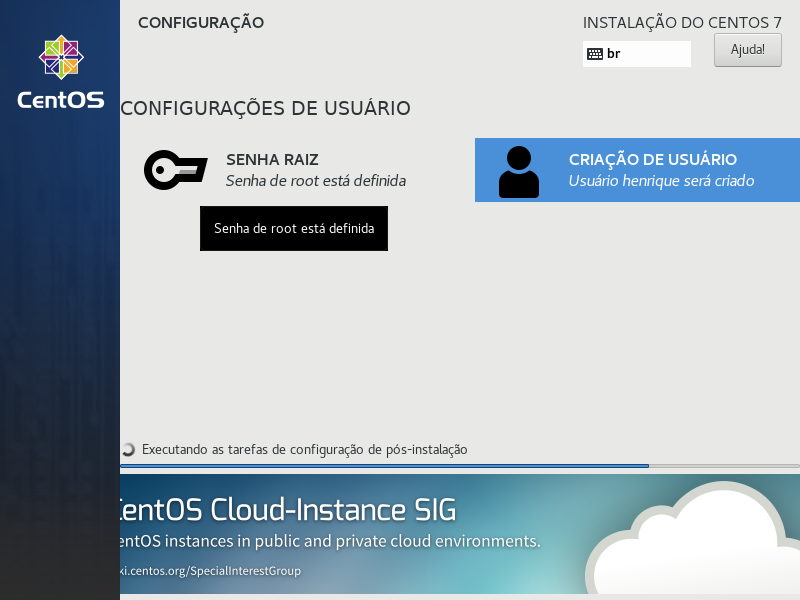 CONFIGURAÇÃO
INSTALAÇÃO DO CENTOS 7
br
Ajuda!
CentOS
CONFIGURAÇÕES DE USUÁRIO
SENHA RAIZ
Senha de root está definida
CRIAÇÃO DE USUÁRIO
Usuário henrique será criado
Senha de root está definida
Executando as tarefas de configuração de pós-instalação
CentOS Cloud-Instance SIG
entOS instances in public and private cloud environments.
ki.centos.org/SpecialInterestGroup